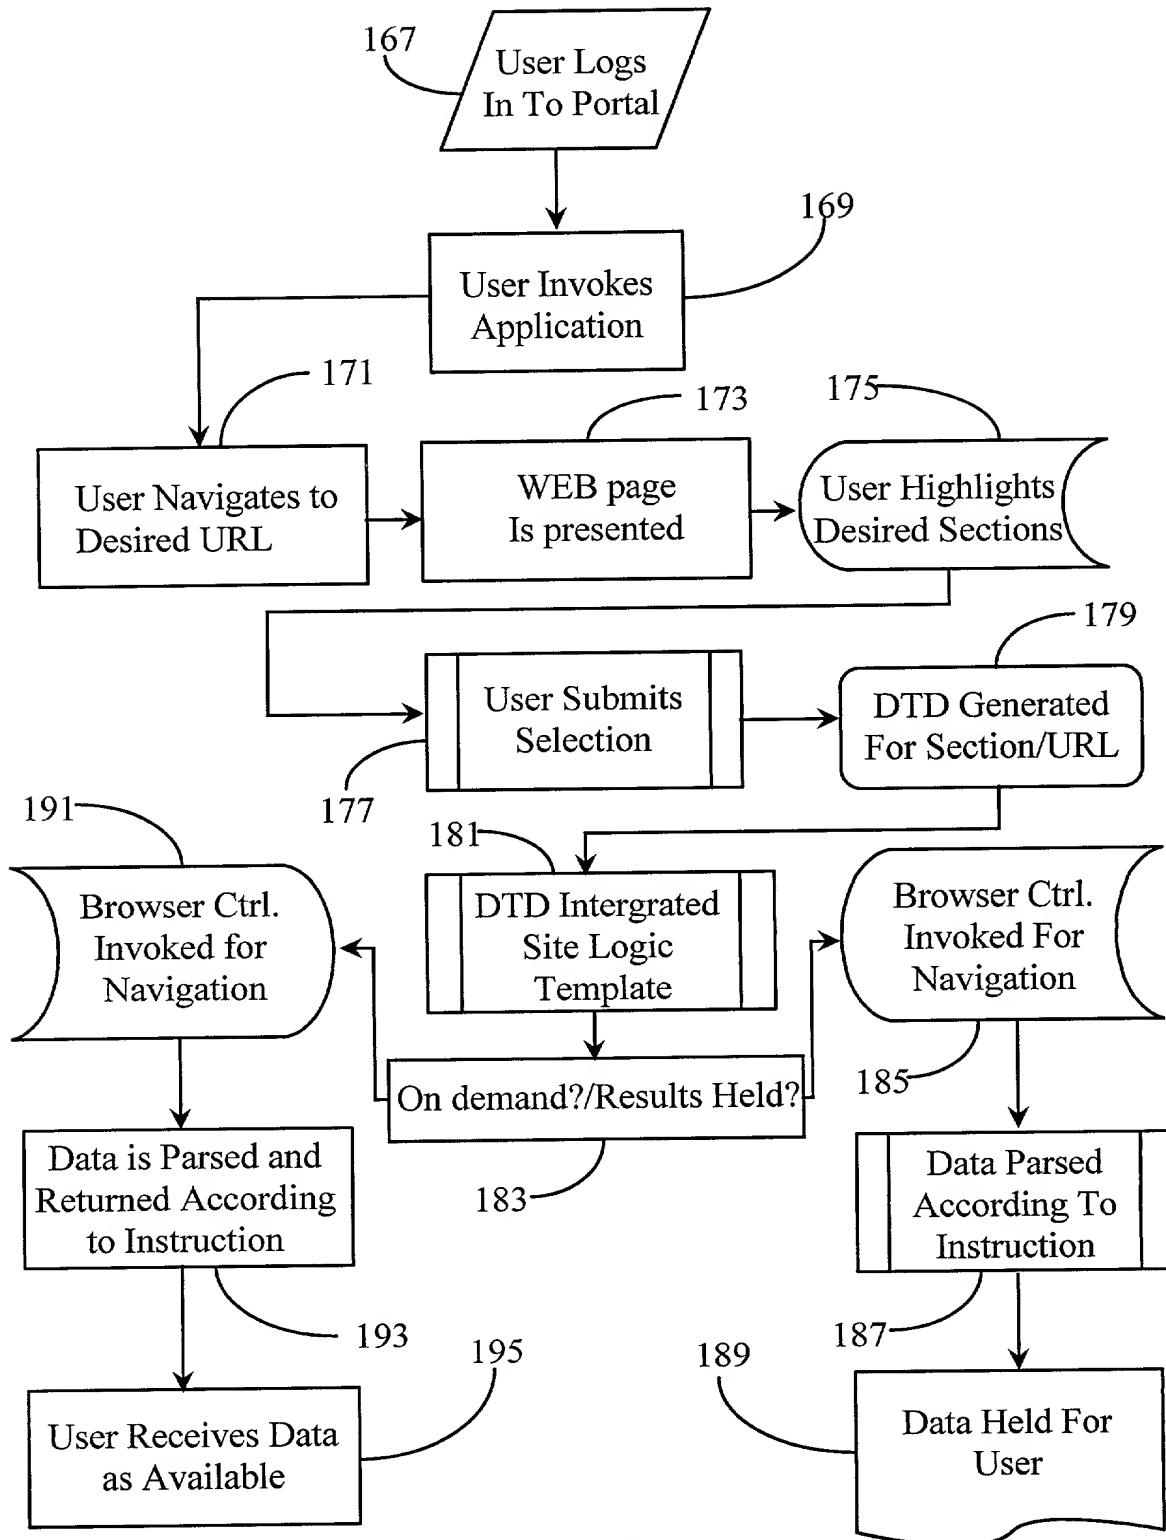 167
User Logs
In To Portal
169
User Invokes
Application
171
User Navigates to
Desired URL
173
WEB page
Is presented
175
User Highlights
Desired Sections
177
User Submits
Selection
179
DTD Generated
For Section/URL
181
DTD Intergrated
Site Logic
Template
On demand?/Results Held?
183
191
Browser Ctrl.
Invoked for
Navigation
Data is Parsed and
Returned According
to Instruction
193
195
User Receives Data
as Available
Browser Ctrl.
Invoked For
Navigation
185
Data Parsed
According To
Instruction
187
189
Data Held For
User